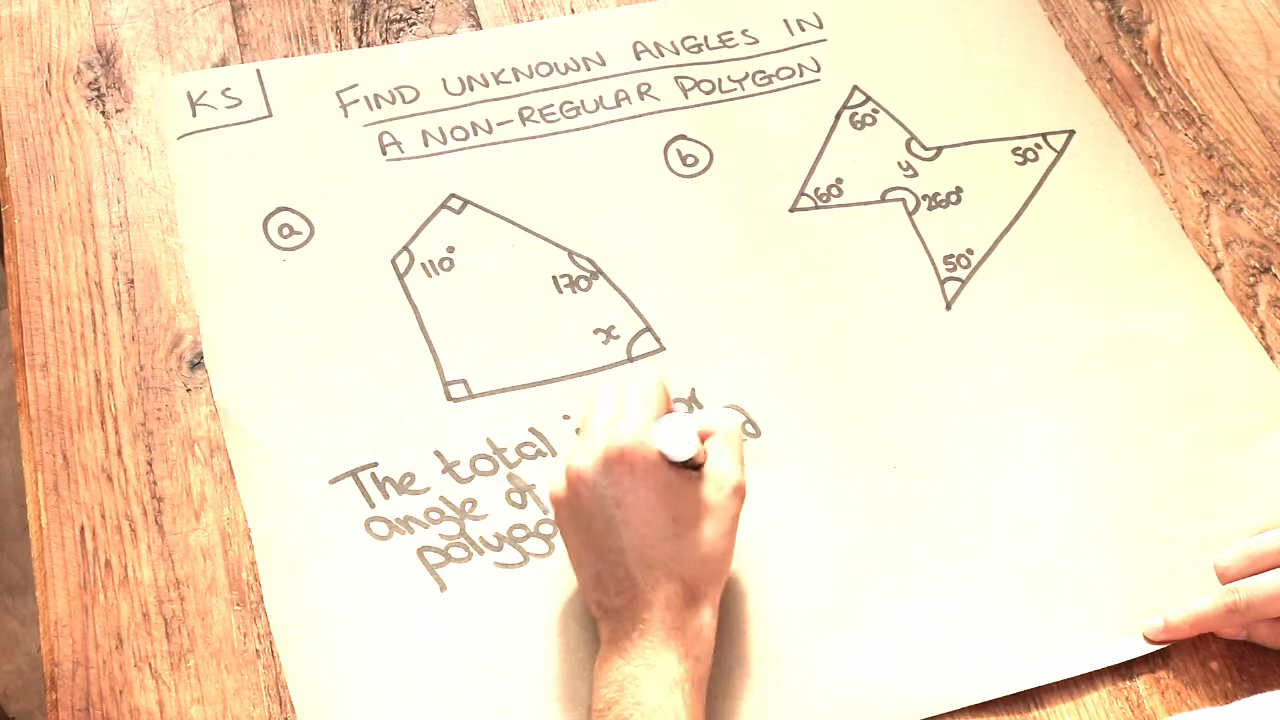 KS
FIND UNKNOWN ANGLES IN
A NON-REGULAR POLYGON
a
110°
170°
x
b
60°
50°
y
60°
260°
50°
The total
angle of